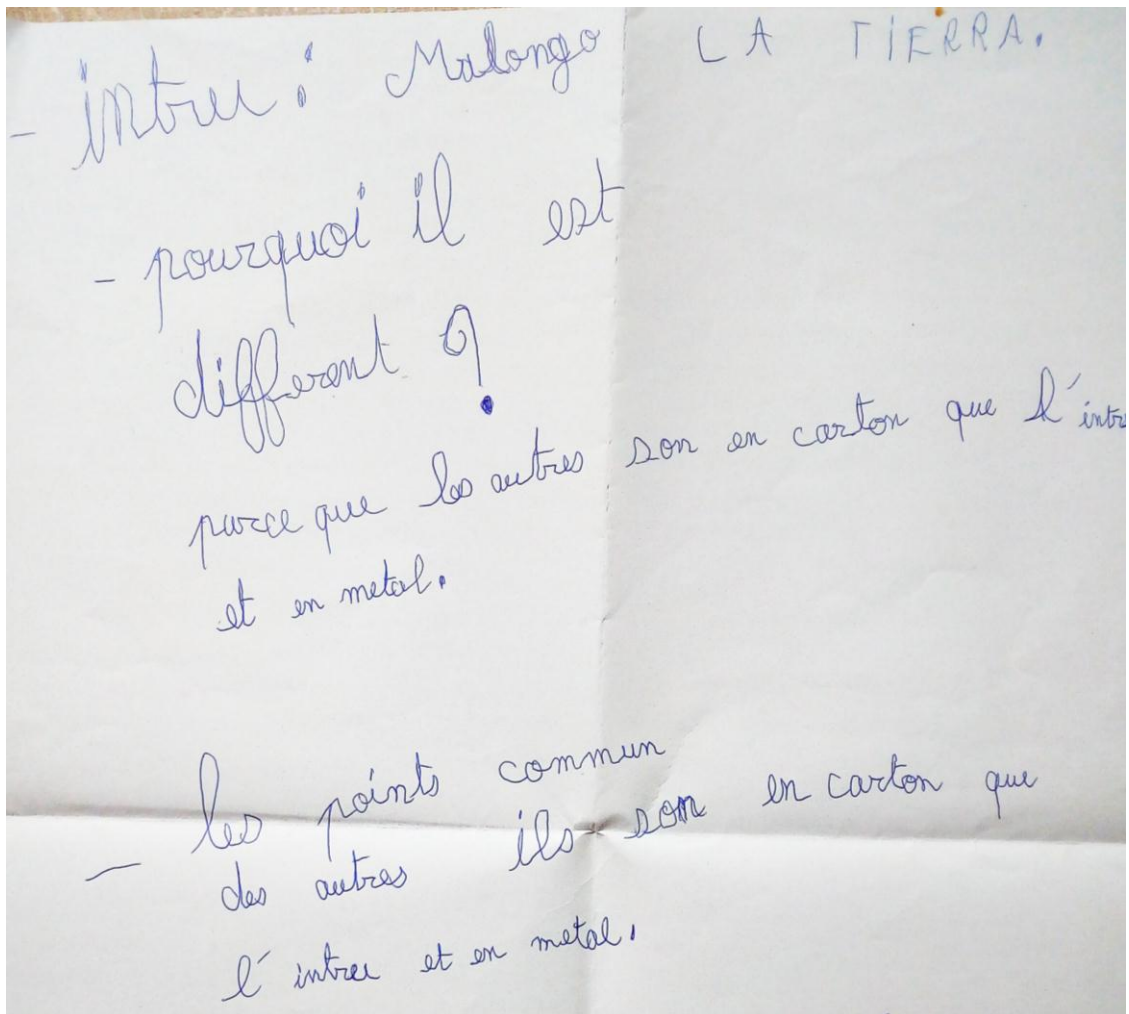 - intru : Malongo LA TIERRA.
- pourquoi il est
différent ?
parce que les autres son en carton que l'intru
et en metal.
- les points commun
des autres ils son en carton que
l'intru et en metal.